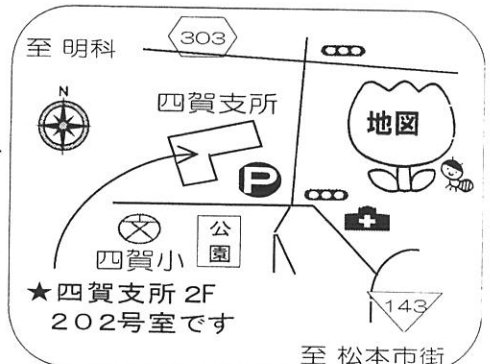 至 明科
303
N
四賀支所
地図
P
文
四賀小
公園
★四賀支所 2F
202号室です
143
至 松本市街